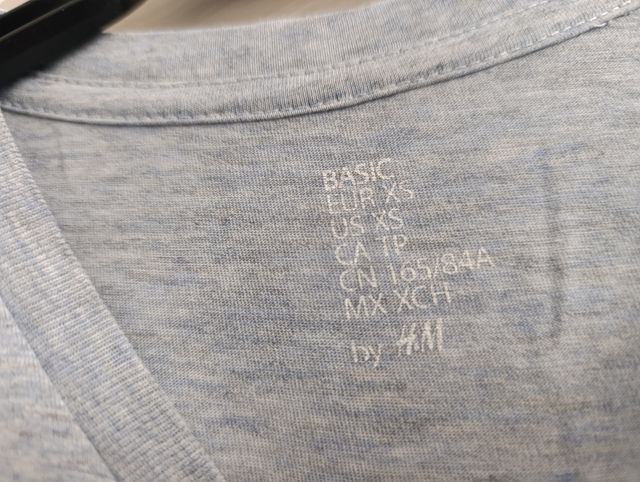 BASIC
EUR XS
US XS
CA TP
CN 165/84A
MX XCH
by H&M